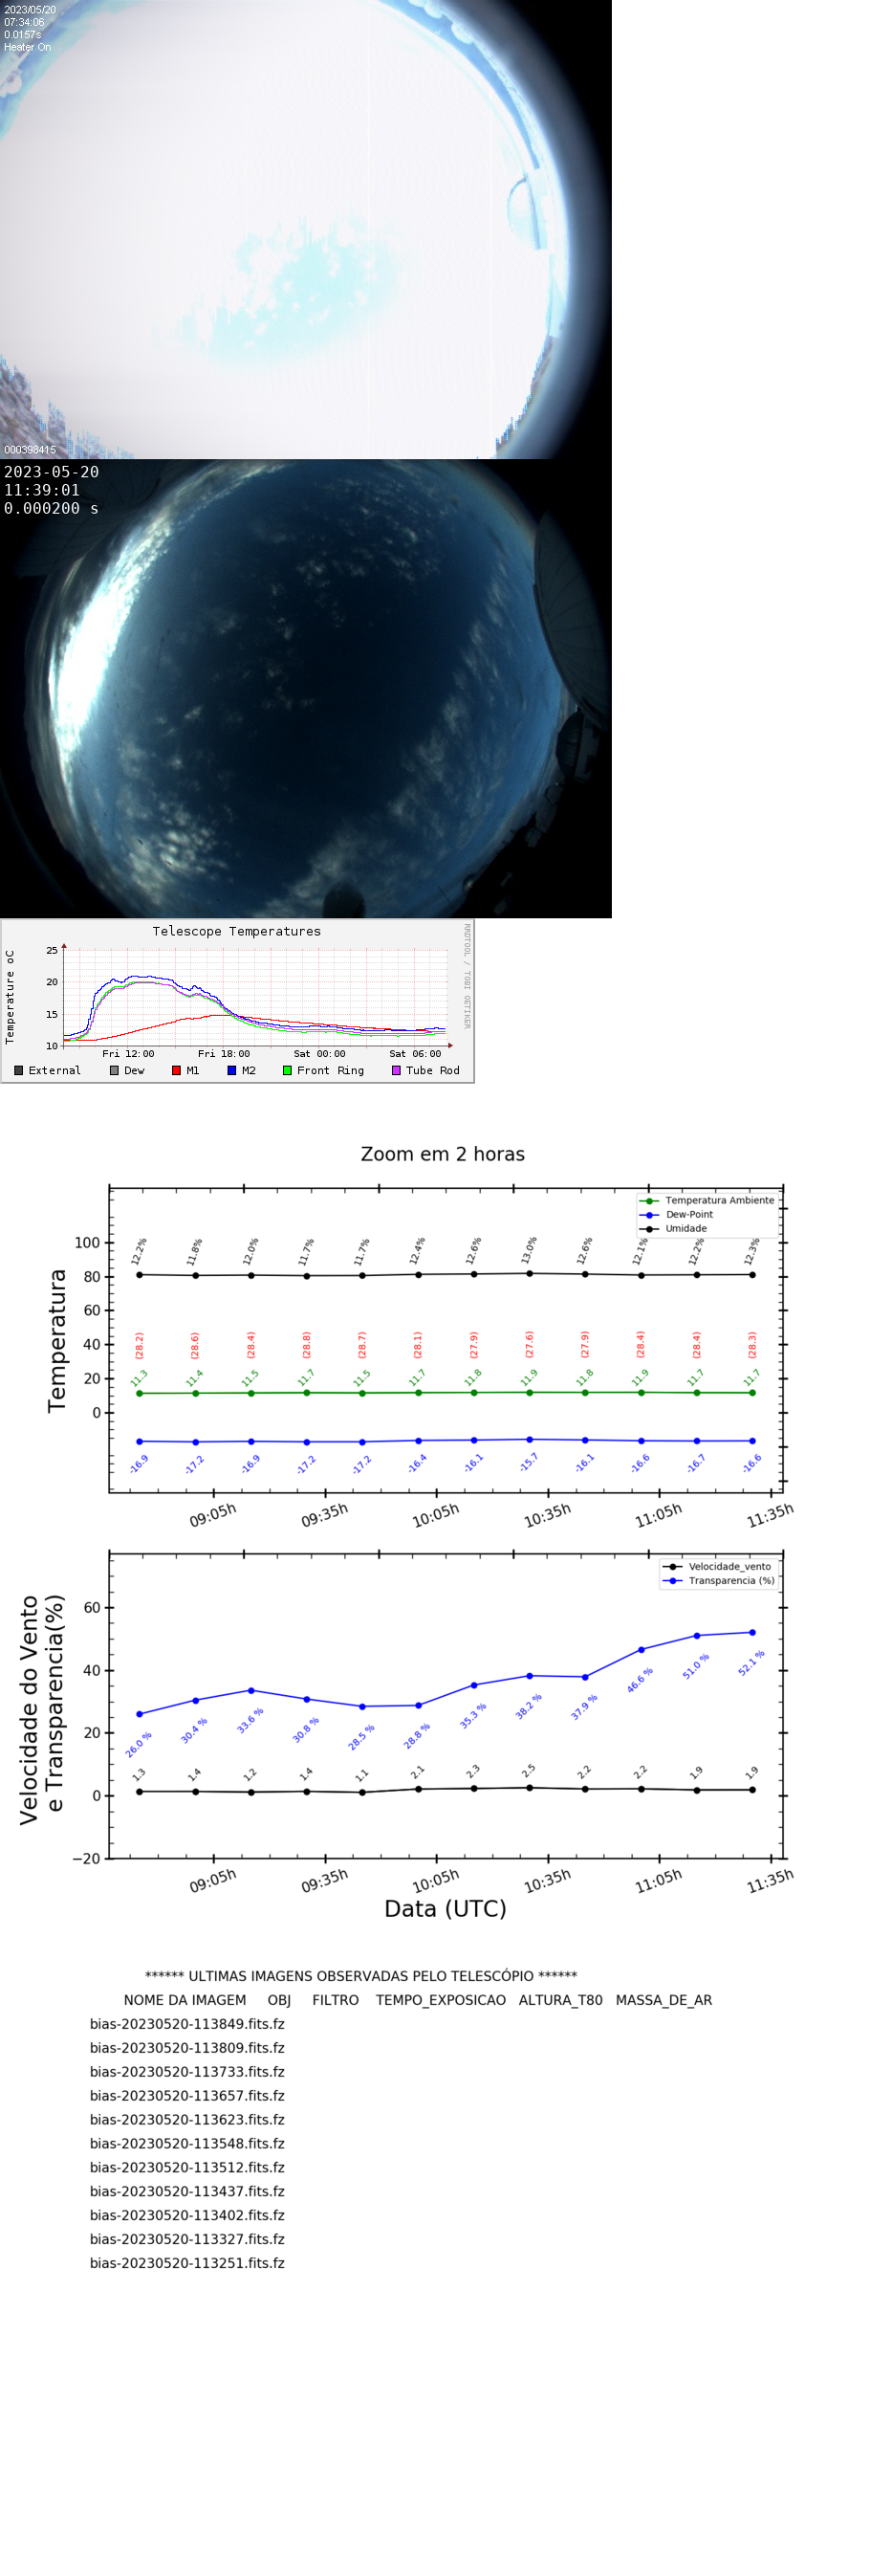 2023/05/20
07:34:06
0.0157s
Heater On
000398415
2023-05-20
11:39:01
0.000200 s
Telescope Temperatures
RRDTOOL / TOBI OETIKER
Temperature oC
25
20
15
10
Fri 12:00 Fri 18:00 Sat 00:00 Sat 06:00
External Dew M1 M2 Front Ring Tube Rod
Zoom em 2 horas
Temperatura Ambiente
Dew-Point
Umidade
Temperatura
100
80
60
40
20
0
12.2% 11.8% 12.0% 11.7% 11.7% 12.4% 12.6% 13.0% 12.6% 12.1% 12.2% 12.3%
(28.2) (28.6) (28.4) (28.8) (28.7) (28.1) (27.9) (27.6) (27.9) (28.4) (28.4) (28.3)
11.3 11.4 11.5 11.7 11.5 11.7 11.8 11.9 11.8 11.9 11.7 11.7
-16.9 -17.2 -16.9 -17.2 -17.2 -16.4 -16.1 -15.7 -16.1 -16.6 -16.7 -16.6
09:05h 09:35h 10:05h 10:35h 11:05h 11:35h
Velocidade_vento
Transparencia (%)
Velocidade do Vento
e Transparencia(%)
60
40
20
0
−20
26.0 % 30.4 % 33.6 % 30.8 % 28.5 % 28.8 % 35.3 % 38.2 % 37.9 % 46.6 % 51.0 % 52.1 %
1.3 1.4 1.2 1.4 1.1 2.1 2.3 2.5 2.2 2.2 1.9 1.9
09:05h 09:35h 10:05h 10:35h 11:05h 11:35h
Data (UTC)
****** ULTIMAS IMAGENS OBSERVADAS PELO TELESCÓPIO ******
NOME DA IMAGEM OBJ FILTRO TEMPO_EXPOSICAO ALTURA_T80 MASSA_DE_AR
bias-20230520-113849.fits.fz
bias-20230520-113809.fits.fz
bias-20230520-113733.fits.fz
bias-20230520-113657.fits.fz
bias-20230520-113623.fits.fz
bias-20230520-113548.fits.fz
bias-20230520-113512.fits.fz
bias-20230520-113437.fits.fz
bias-20230520-113402.fits.fz
bias-20230520-113327.fits.fz
bias-20230520-113251.fits.fz